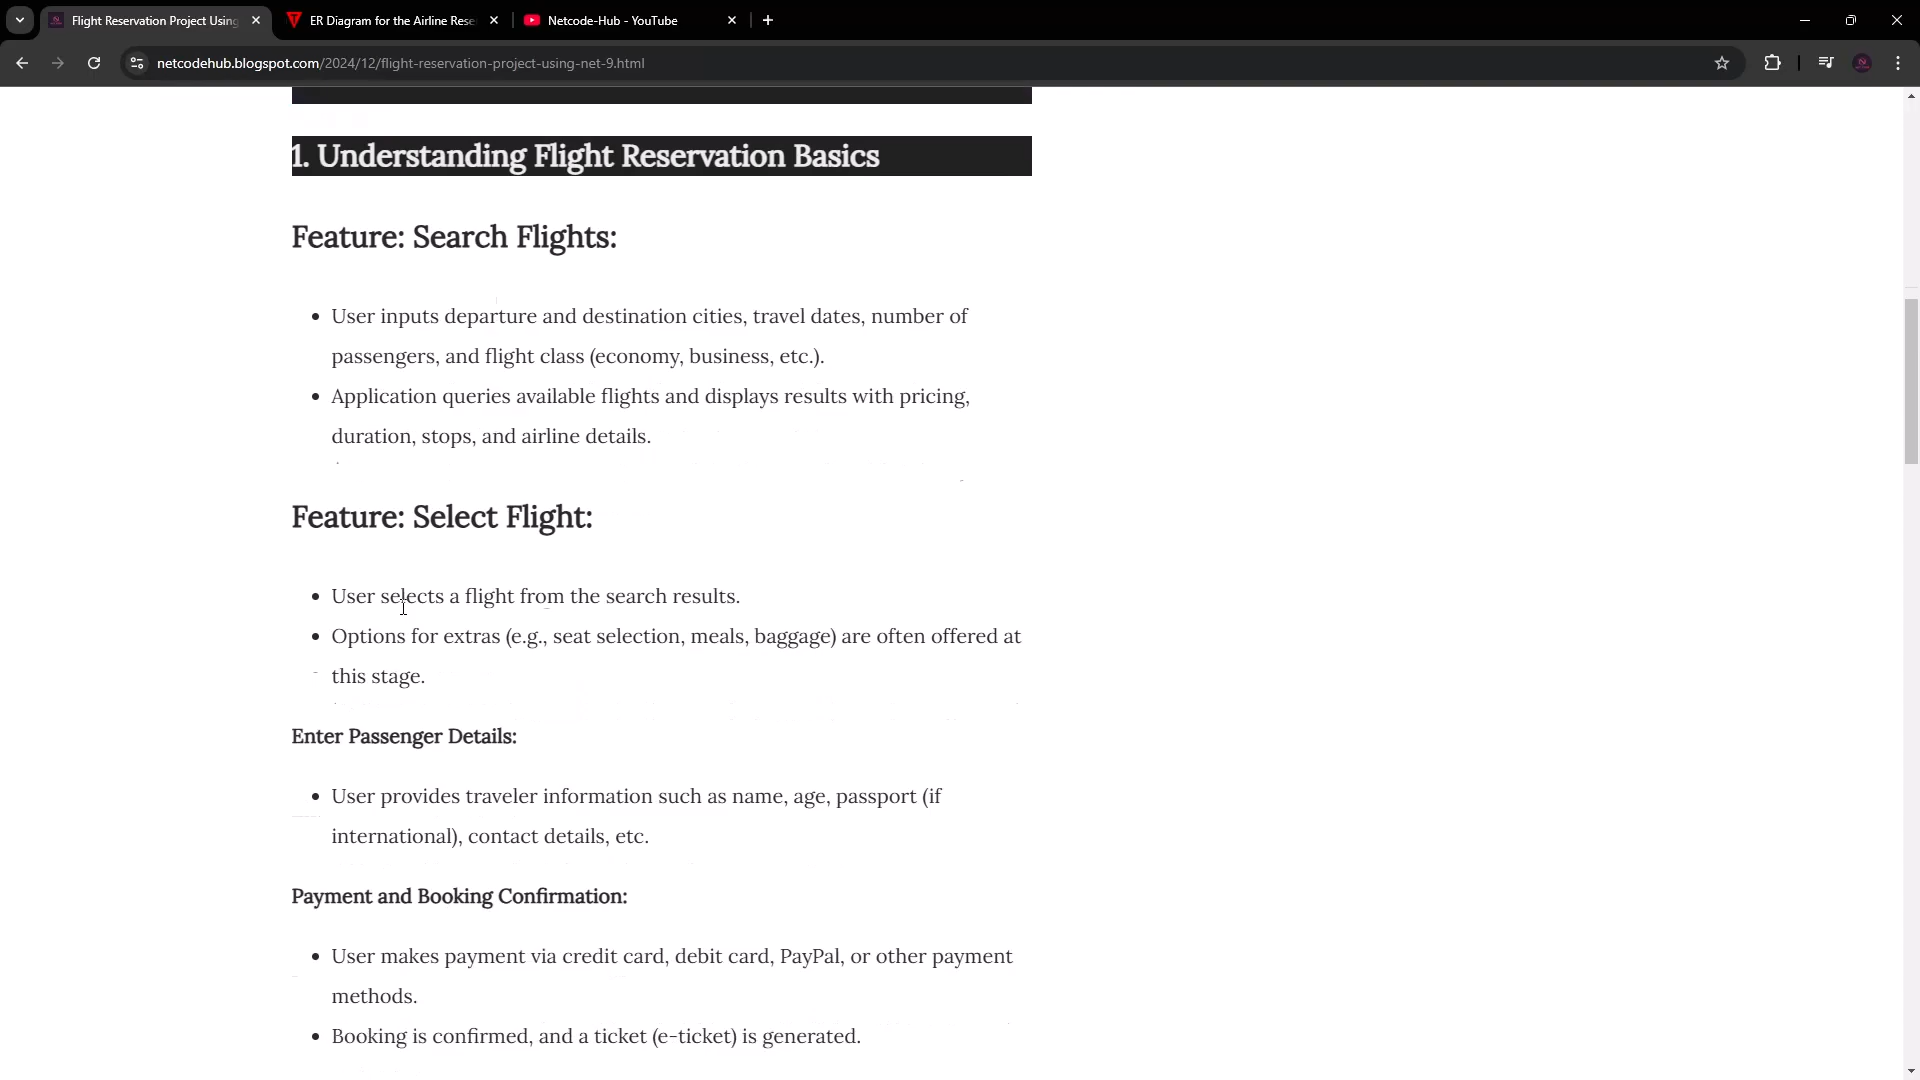 Flight Reservation Project Using
ER Diagram for the Airline Rese
Netcode-Hub - YouTube
netcodehub.blogspot.com/2024/12/flight-reservation-project-using-net-9.html
1. Understanding Flight Reservation Basics
Feature: Search Flights:
User inputs departure and destination cities, travel dates, number of
passengers, and flight class (economy, business, etc.).
Application queries available flights and displays results with pricing,
duration, stops, and airline details.
Feature: Select Flight:
User selects a flight from the search results.
Options for extras (e.g., seat selection, meals, baggage) are often offered at
this stage.
Enter Passenger Details:
User provides traveler information such as name, age, passport (if
international), contact details, etc.
Payment and Booking Confirmation:
User makes payment via credit card, debit card, PayPal, or other payment
methods.
Booking is confirmed, and a ticket (e-ticket) is generated.